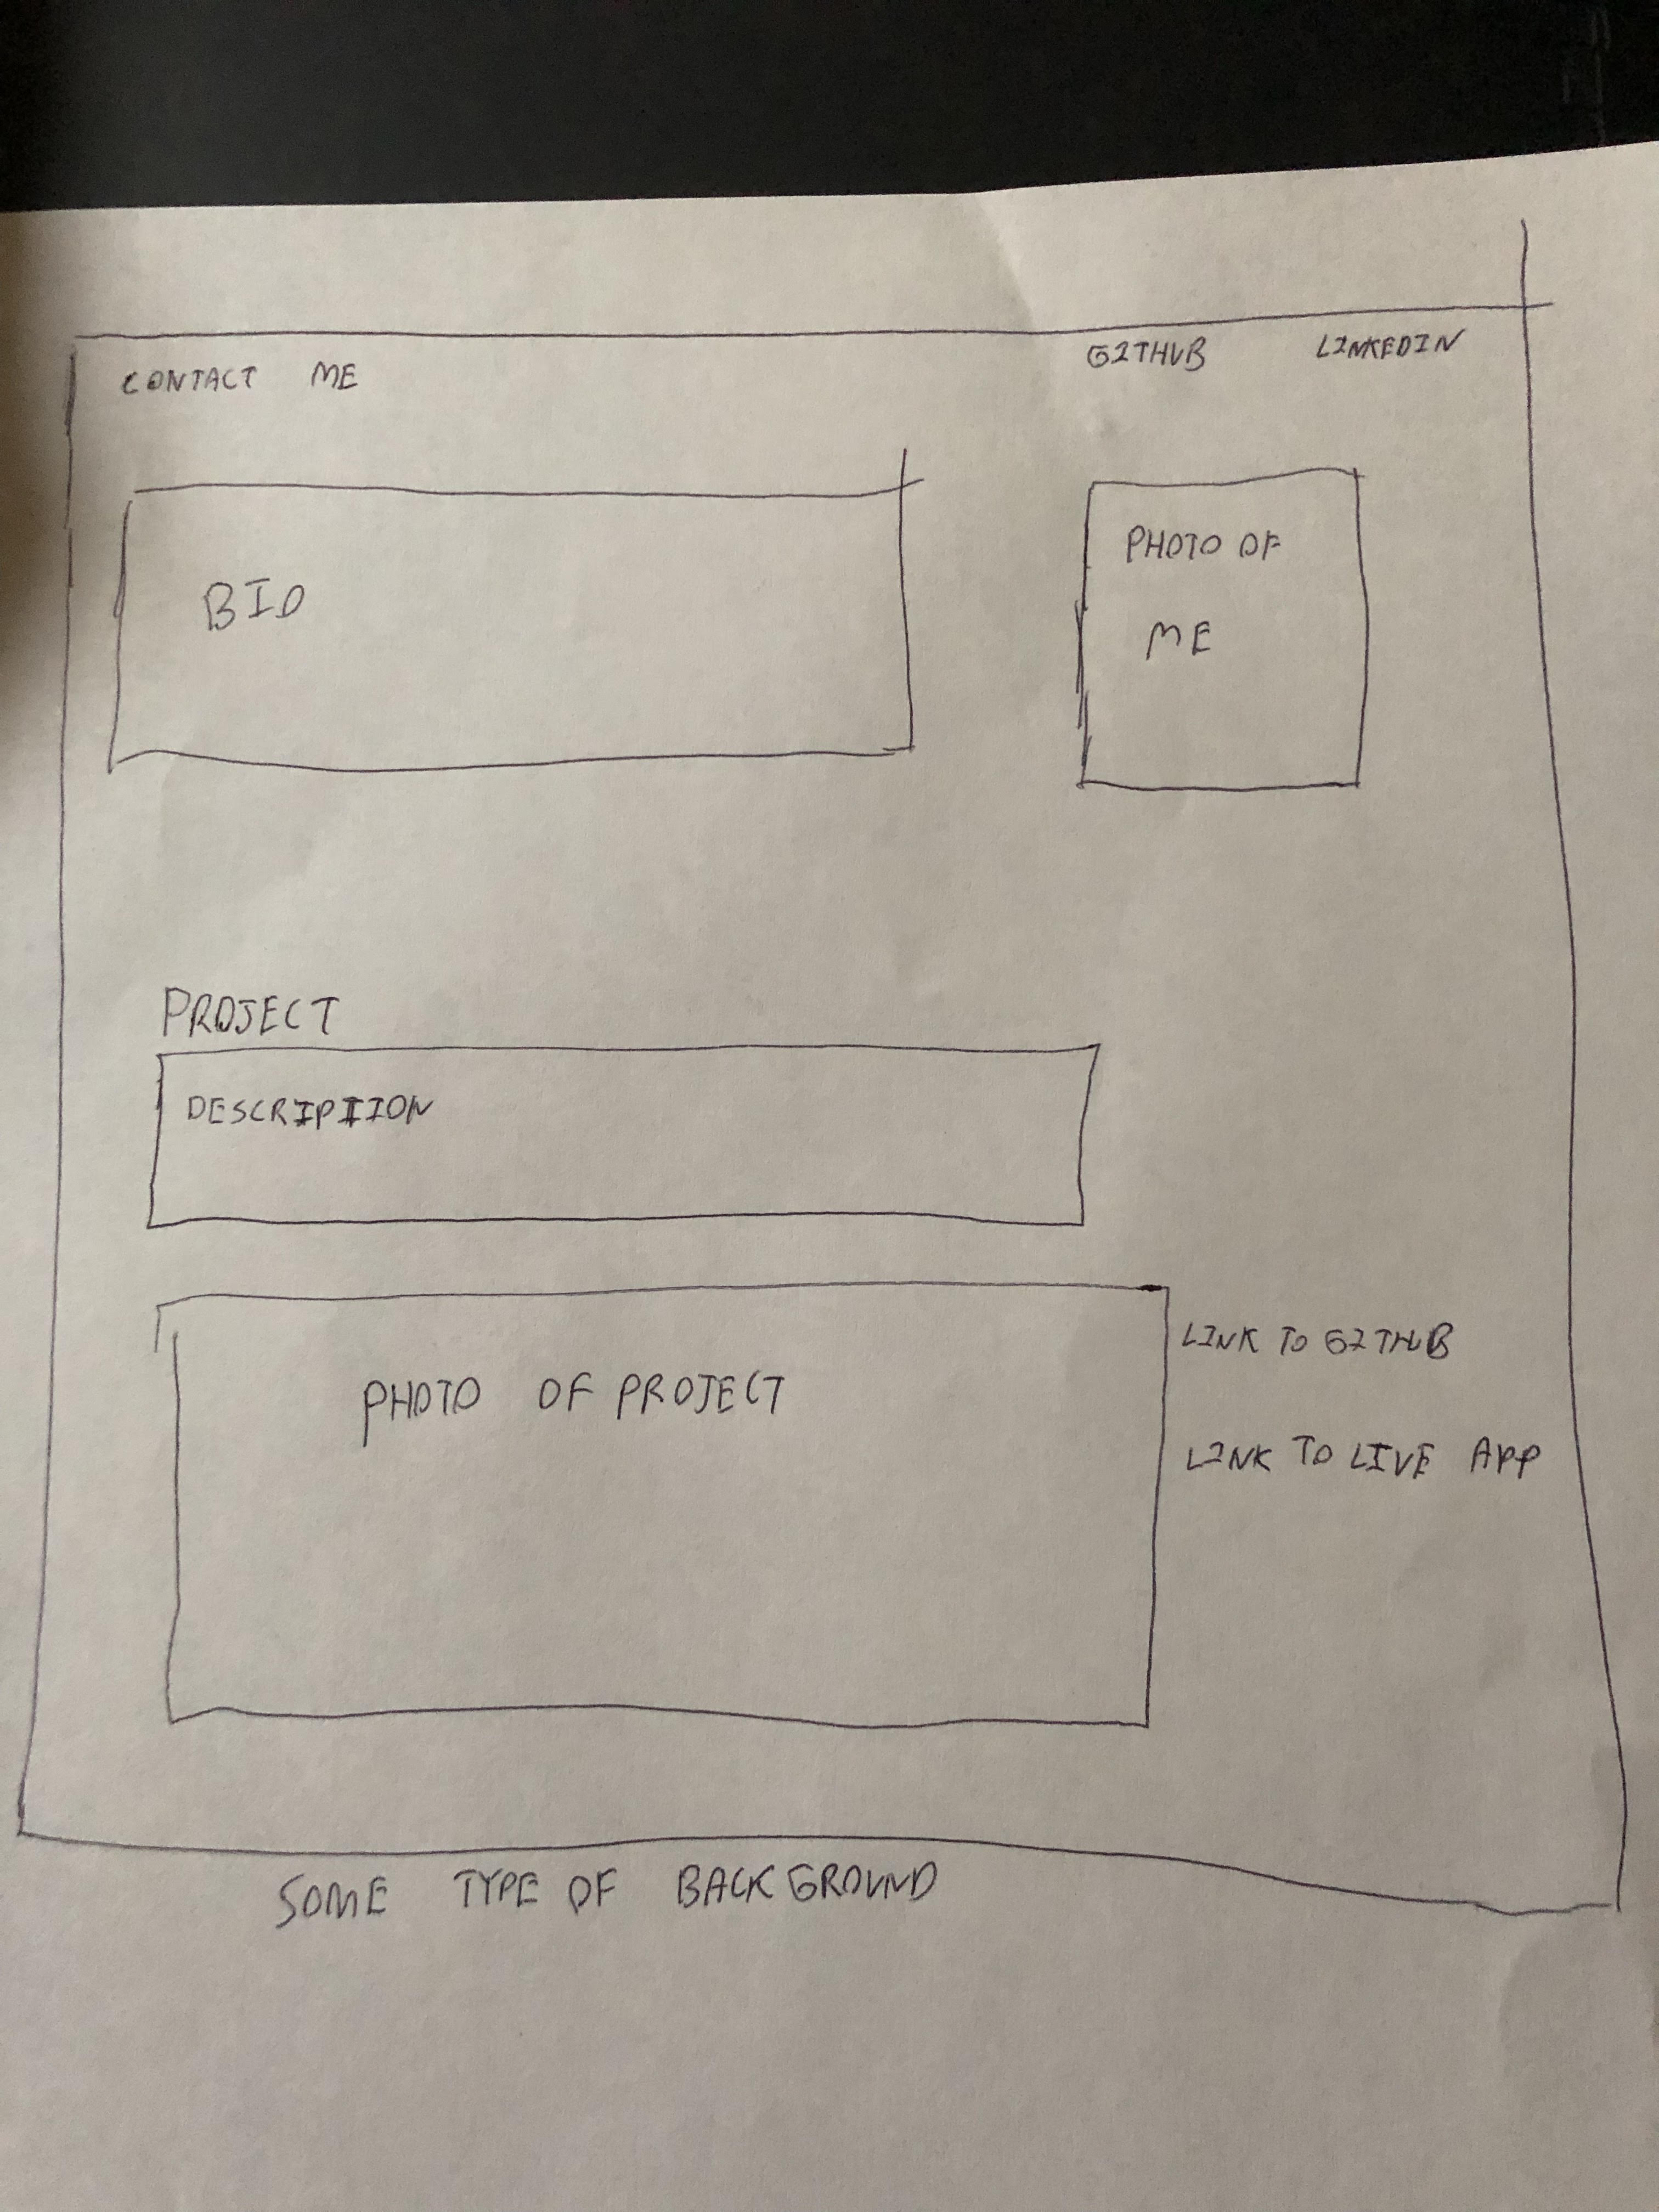 CONTACT ME
GITHUB
LINKEDIN
BIO
PHOTO OF
ME
PROJECT
DESCRIPTION
PHOTO OF PROJECT
LINK TO GITHUB
LINK TO LIVE APP
SOME TYPE OF BACKGROUND